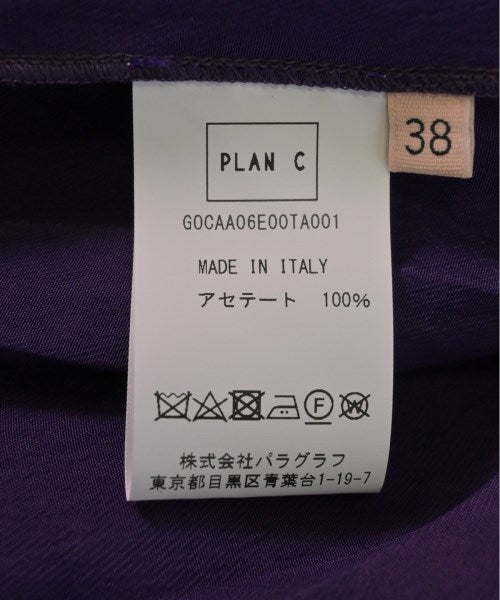 PLAN C
38
GOCAA06E00TA001
MADE IN ITALY
アセテート 100%
F
W
株式会社パラグラフ
東京都目黒区青葉台1-19-7